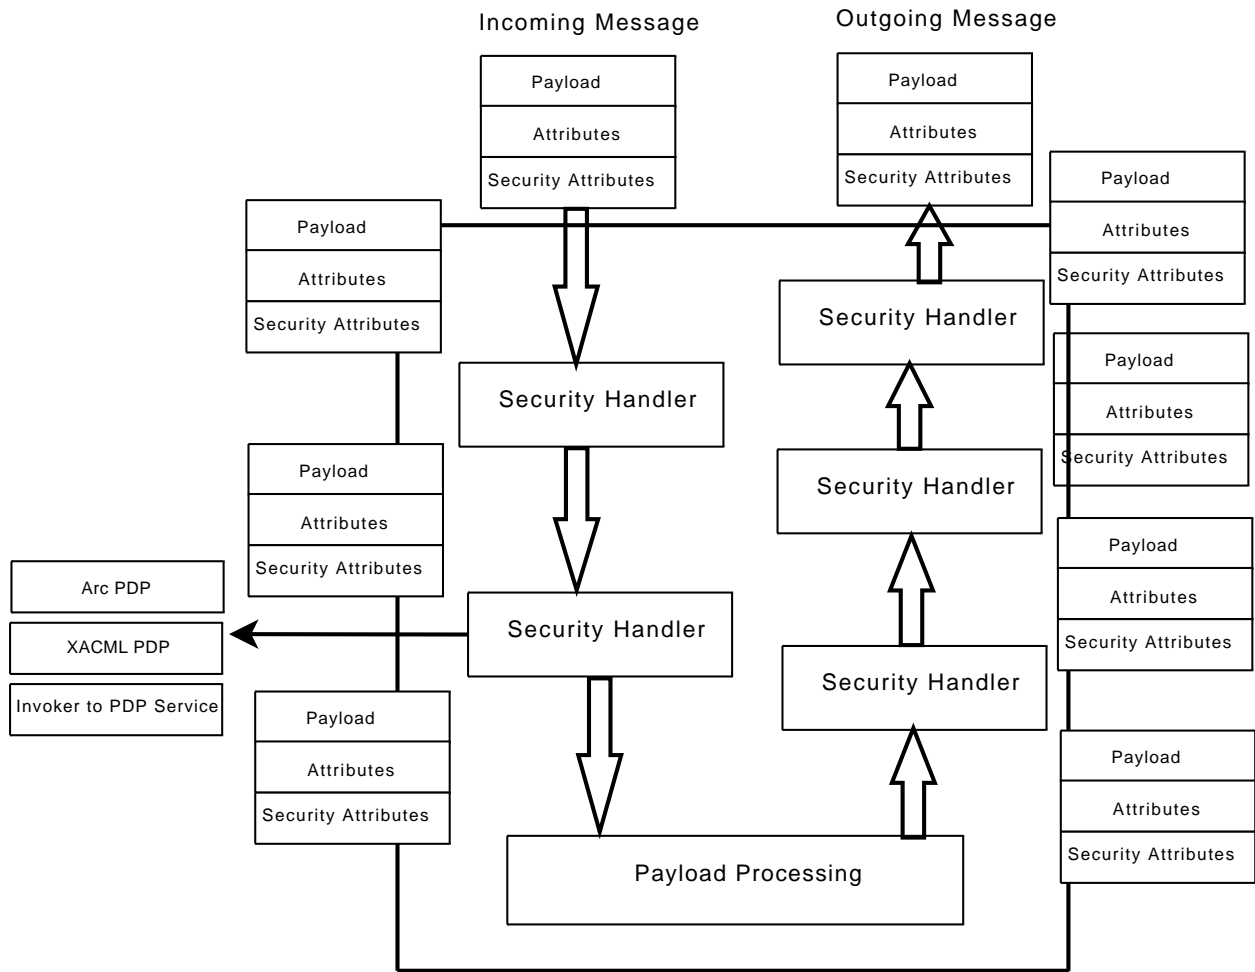 Incoming Message
Outgoing Message
Payload
Attributes
Security Attributes
Payload
Attributes
Security Attributes
Payload
Attributes
Security Attributes
Payload
Attributes
Security Attributes
Security Handler
Security Handler
Payload
Attributes
Security Attributes
Payload
Attributes
Security Attributes
Security Handler
Payload
Attributes
Security Attributes
Arc PDP
XACML PDP
Invoker to PDP Service
Security Handler
Security Handler
Payload
Attributes
Security Attributes
Payload
Attributes
Security Attributes
Payload Processing